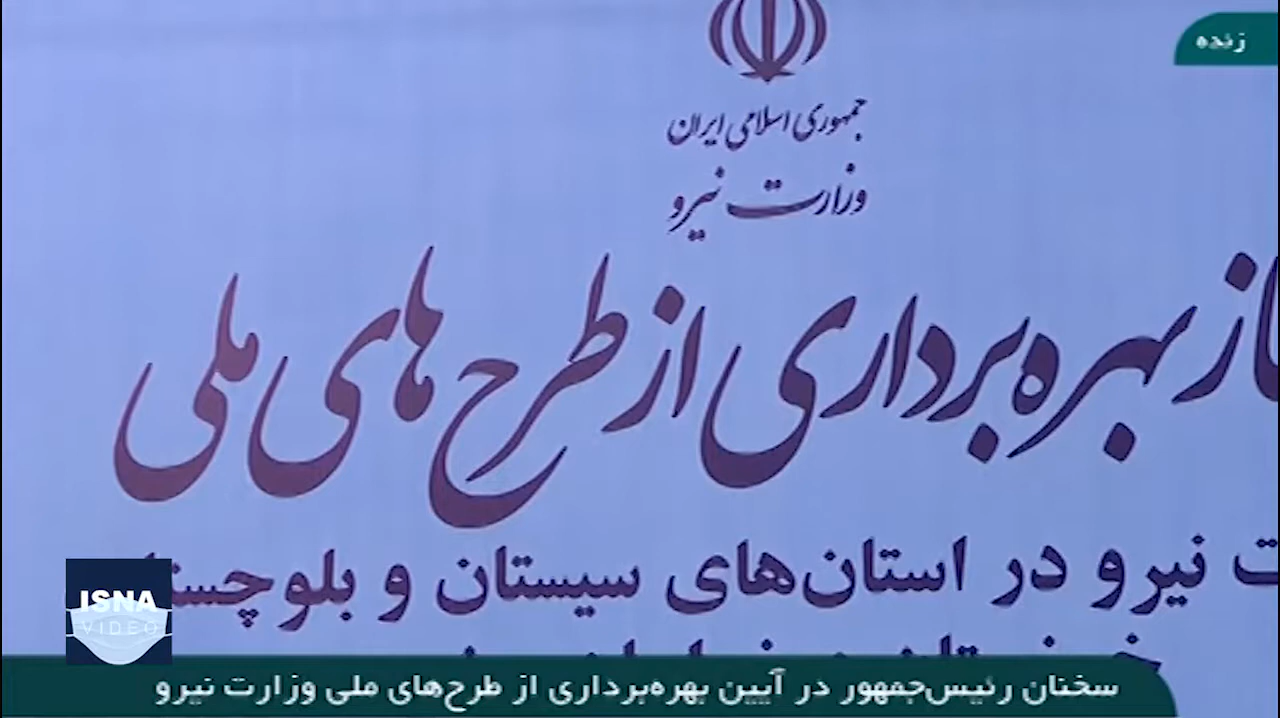 زنده
جمهوری اسلامی ایران
وزارت نیرو
بهره‌برداری از طرح‌های ملی
نیرو در استان‌های سیستان و
ISNA
VIDEO
سخنان رئیس‌جمهور در آیین بهره‌برداری از طرح‌های ملی وزارت نیرو